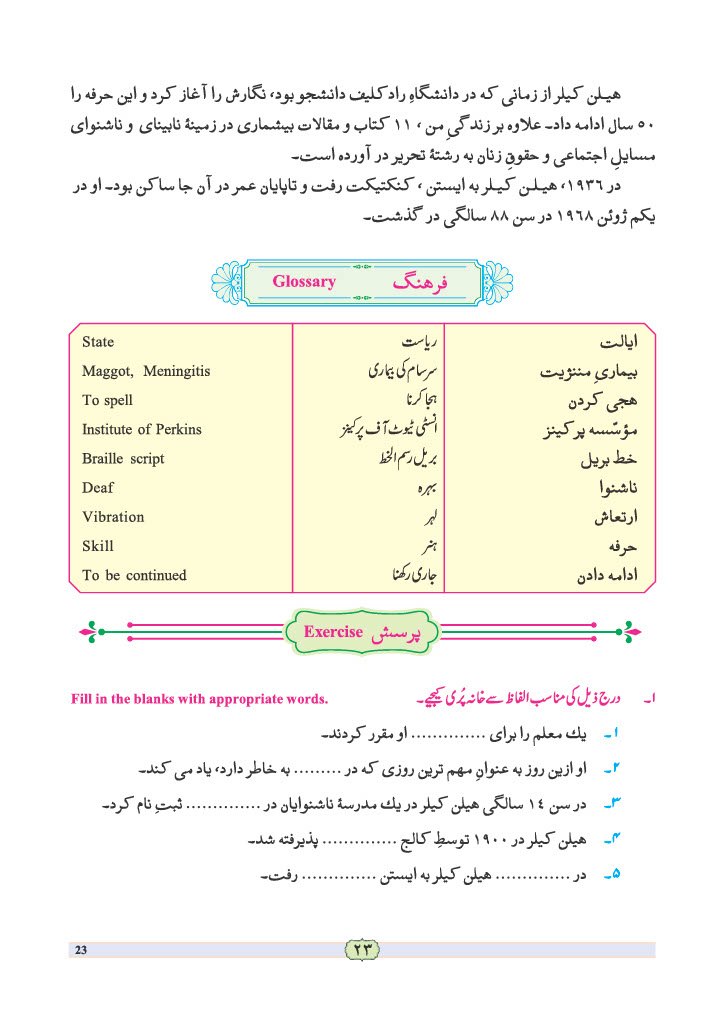 هیلن کیلر از زمانی که در دانشگاہِ رادکلیف دانشجو بود، نگارش را آغاز کرد و این حرفه را
۵۰ سال ادامه داد۔ علاوه بر زندگیِ من ، ۱۱ کتاب و مقالات بیشماری در زمینۀ نابینای و ناشنوای
مسایلِ اجتماعی و حقوقِ زنان به رشتۀ تحریر در آورده است۔
در ۱۹۳۶، هیلن کیلر به ایستن ، کنکتیکت رفت و تاپایان عمر در آن جا ساکن بود۔ او در
یکم ژوئن ۱۹۶۸ در سن ۸۸ سالگی در گذشت۔
فرهنگ Glossary
ایالت ریاست State
بیماریِ مننژیت سرسام کی بیماری Maggot, Meningitis
هجی کردن ہجا کرنا To spell
مؤسّسه پرکینز انسٹی ٹیوٹ آف پرکینز Institute of Perkins
خط بریل بریل رسم الخط Braille script
ناشنوا بہرہ Deaf
ارتعاش لہر Vibration
حرفه ہنر Skill
ادامه دادن جاری رکھنا To be continued
پرسش Exercise
۱۔ درج ذیل کی مناسب الفاظ سے خانہ پُری کیجیے۔ Fill in the blanks with appropriate words.
۱۔ یك معلم را برای .............. او مقرر کردند۔
۲۔ او ازین روز به عنوانِ مهم ترین روزی که در ......... به خاطر دارد، یاد می کند۔
۳۔ در سن ۱۴ سالگی هیلن کیلر در یك مدرسۀ ناشنوایان در .............. ثبتِ نام کرد۔
۴۔ هیلن کیلر در ۱۹۰۰ توسطِ کالج .............. پذیرفته شد۔
۵۔ در .............. هیلن کیلر به ایستن .............. رفت۔
23 ۲۳